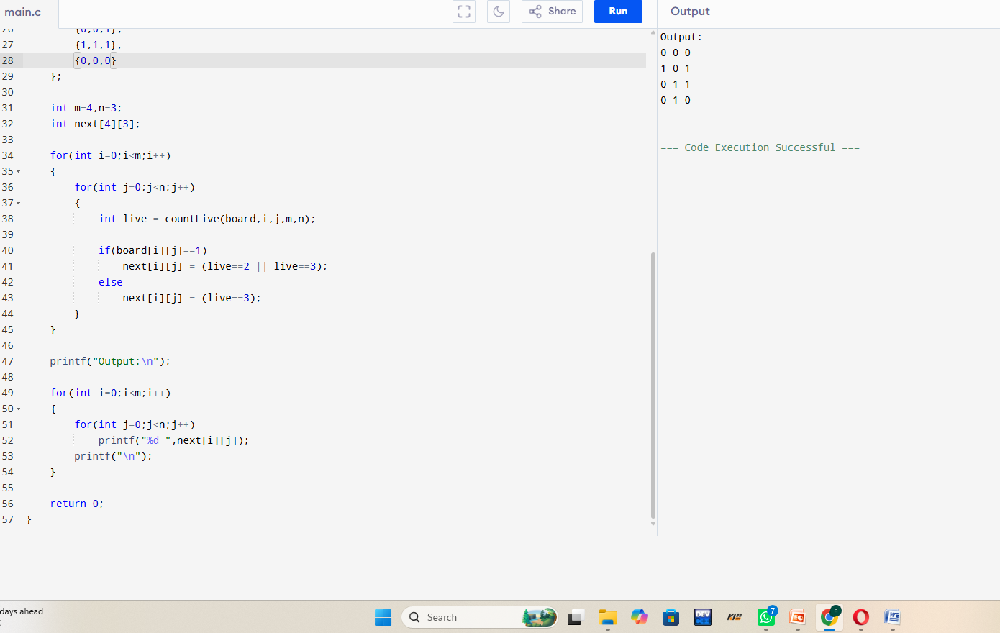 main.c
Share
Run
Output
26 {0,0,1},
27 {1,1,1},
28 {0,0,0}
29 };
30
31 int m=4,n=3;
32 int next[4][3];
33
34 for(int i=0;i<m;i++)
35 {
36 for(int j=0;j<n;j++)
37 {
38 int live = countLive(board,i,j,m,n);
39
40 if(board[i][j]==1)
41 next[i][j] = (live==2 || live==3);
42 else
43 next[i][j] = (live==3);
44 }
45 }
46
47 printf("Output:\n");
48
49 for(int i=0;i<m;i++)
50 {
51 for(int j=0;j<n;j++)
52 printf("%d ",next[i][j]);
53 printf("\n");
54 }
55
56 return 0;
57 }
Output:
0 0 0
1 0 1
0 1 1
0 1 0
=== Code Execution Successful ===
days ahead
Search
DEV
7
n